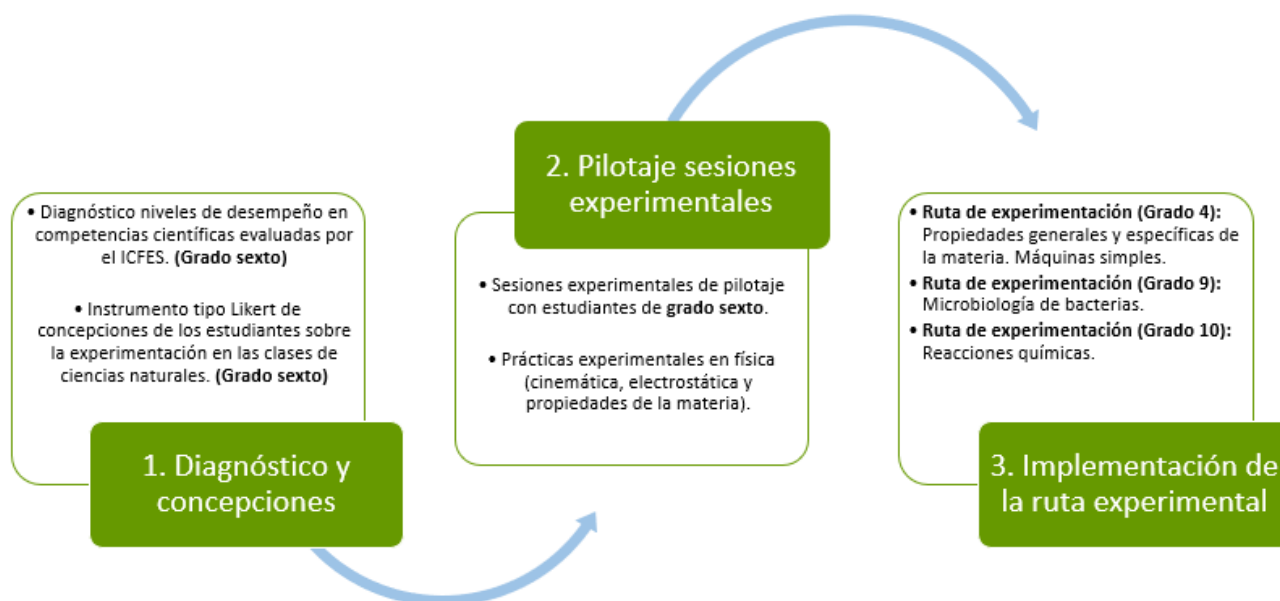 • Diagnóstico niveles de desempeño en
competencias científicas evaluadas por
el ICFES. (Grado sexto)
• Instrumento tipo Likert de
concepciones de los estudiantes sobre
la experimentación en las clases de
ciencias naturales. (Grado sexto)
1. Diagnóstico y
concepciones
2. Pilotaje sesiones
experimentales
• Sesiones experimentales de pilotaje
con estudiantes de grado sexto.
• Prácticas experimentales en física
(cinemática, electrostática y
propiedades de la materia).
• Ruta de experimentación (Grado 4):
Propiedades generales y específicas de
la materia. Máquinas simples.
• Ruta de experimentación (Grado 9):
Microbiología de bacterias.
• Ruta de experimentación (Grado 10):
Reacciones químicas.
3. Implementación de
la ruta experimental